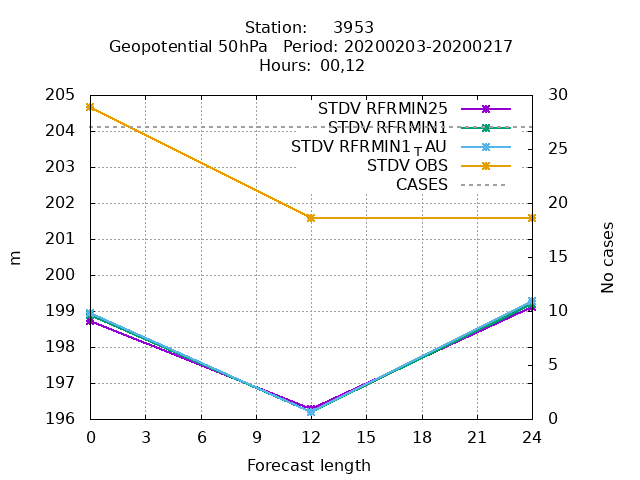 Station:     3953
Geopotential 50hPa   Period: 20200203-20200217
Hours:  00,12
205
204
203
202
201
200
199
198
197
196
m
30
25
20
15
10
5
0
No cases
STDV RFRMIN25
STDV RFRMIN1
STDV RFRMIN1_TAU
STDV OBS
CASES
0 3 6 9 12 15 18 21 24
Forecast length